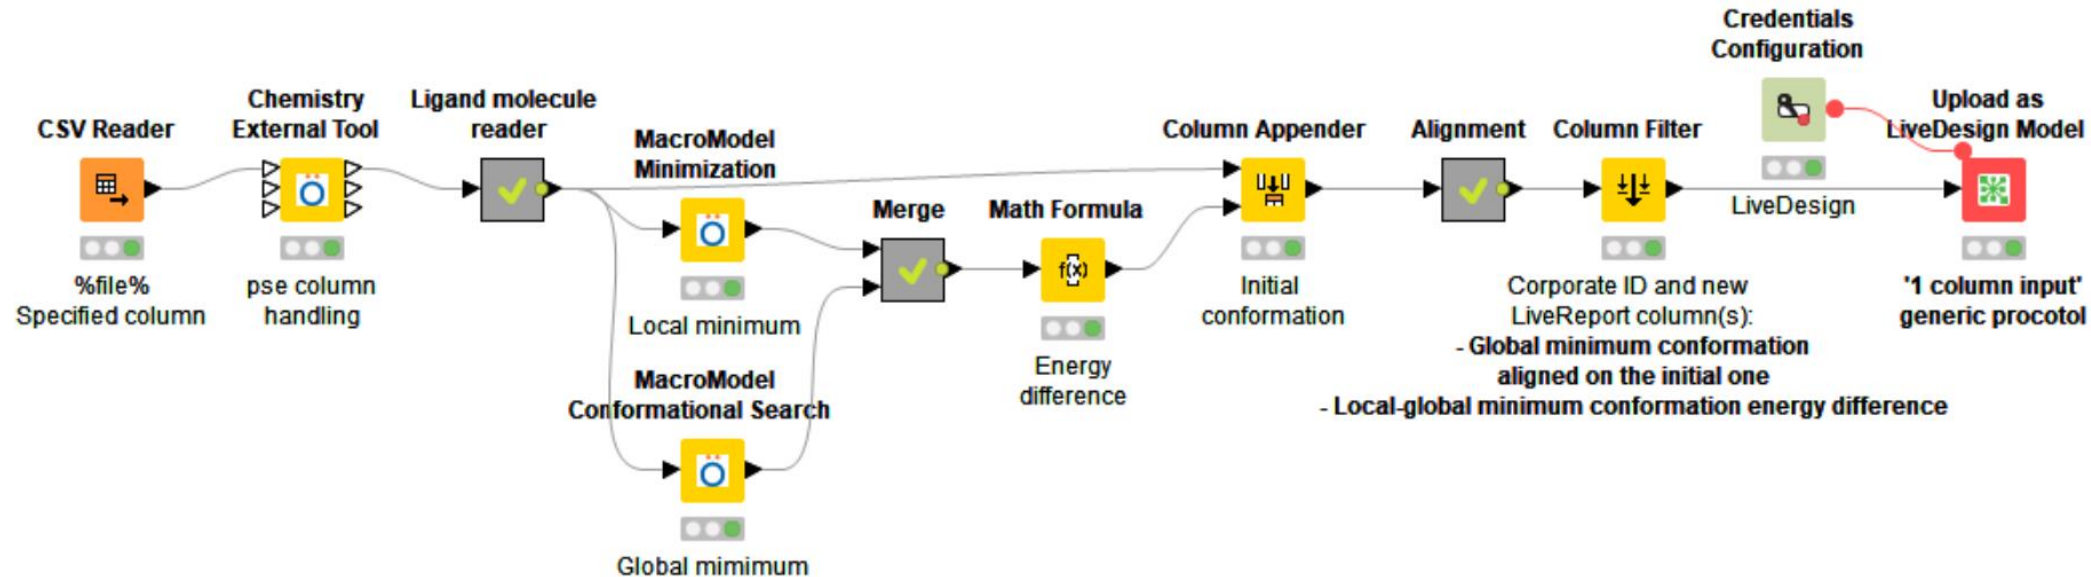 CSV Reader
%file%
Specified column
Chemistry
External Tool
pse column
handling
Ligand molecule
reader
MacroModel
Minimization
Local minimum
MacroModel
Conformational Search
Global mimimum
Merge
Math Formula
f(x)
Energy
difference
Column Appender
Initial
conformation
Alignment
Column Filter
Corporate ID and new
LiveReport column(s):
- Global minimum conformation
aligned on the initial one
- Local-global minimum conformation energy difference
Credentials
Configuration
LiveDesign
Upload as
LiveDesign Model
'1 column input'
generic procotol